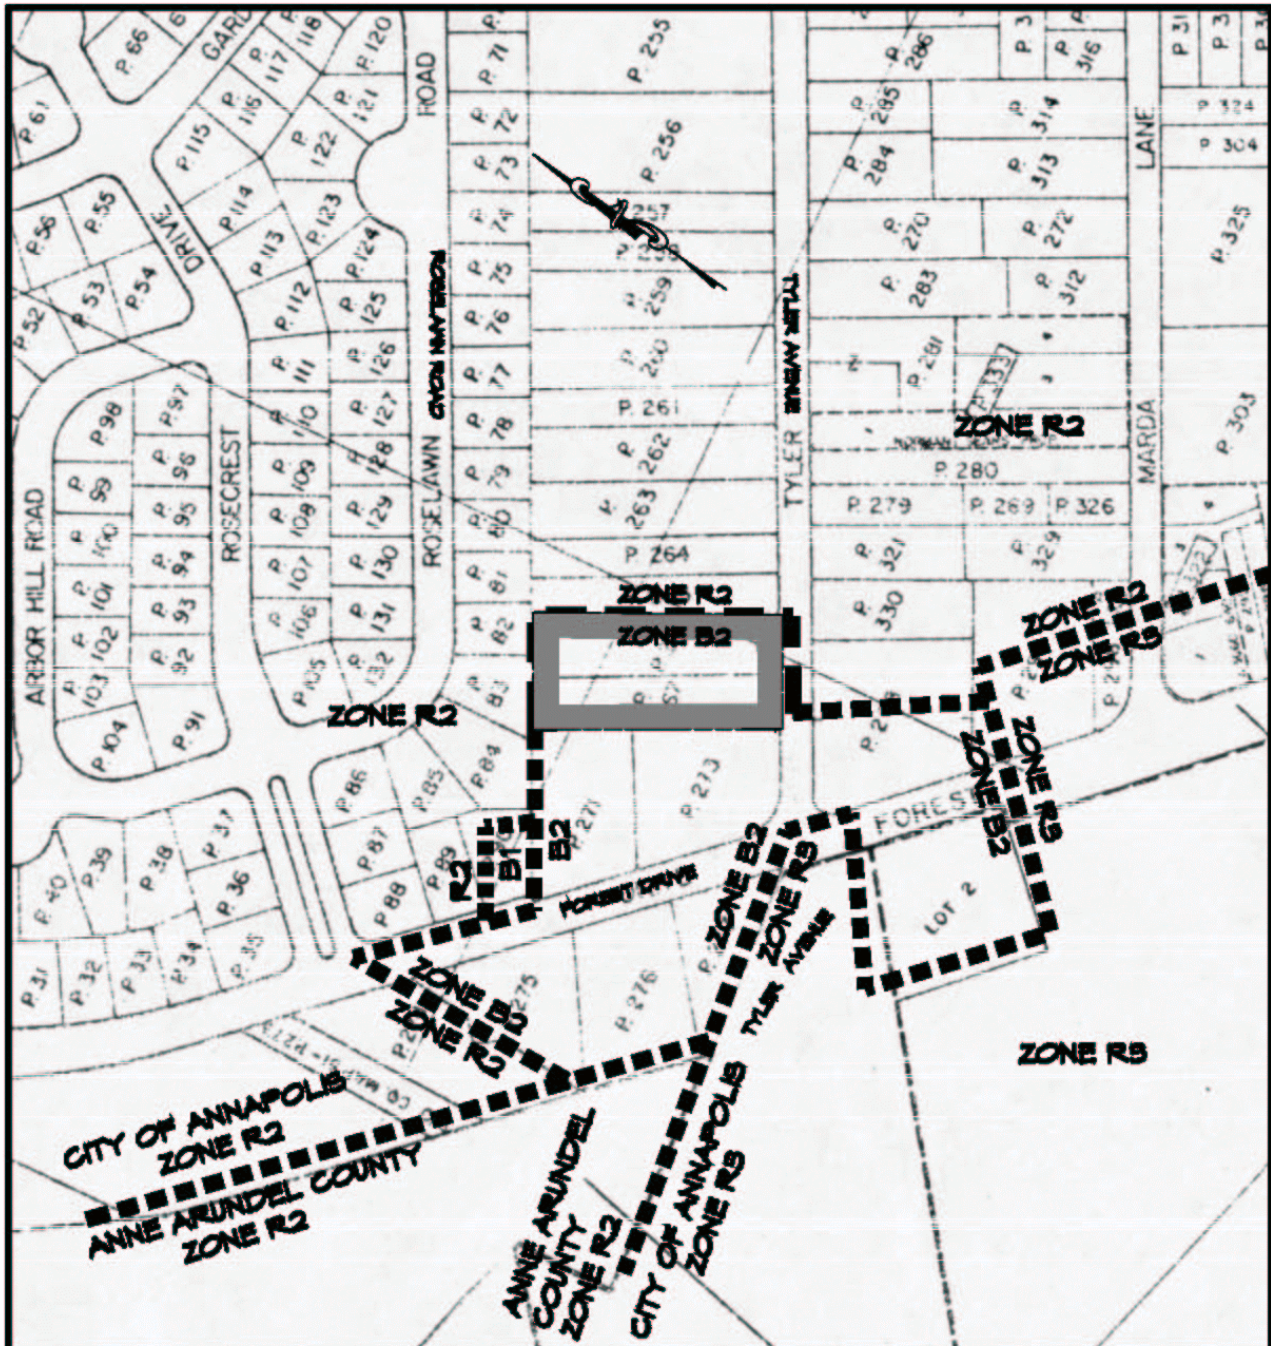 P. 66
GARD
P. 118
P. 120
P. 71
P. 255
P. 286
P. 3
P. 316
P. 31
P. 3
P. 3
P. 61
P. 117
P. 116
P. 121
ROAD
P. 72
P. 256
P. 285
P. 314
LANE
P. 324
P. 304
P. 115
P. 122
P. 73
P. 284
P. 313
P. 56
P. 55
P. 114
P. 123
P. 74
257
P. 270
P. 272
P. 325
DRIVE
P. 113
P. 124
P. 75
P. 259
P. 283
P. 312
P. 53
P. 54
P. 52
P. 112
P. 125
ROSELAWN ROAD
P. 76
TYLER AVENUE
P. 111
P. 126
P. 77
P. 260
P. 281
P. 333
4
3
P. 98
P. 97
P. 110
P. 127
P. 78
P. 261
ZONE R2
MARDA
P. 303
P. 96
ROSECREST
P. 109
P. 128
ROSELAWN
P. 79
P. 262
TYLER
P. 280
P. 99
P. 95
P. 108
P. 129
P. 80
P. 263
P. 279
P. 269
P. 326
ARBOR HILL ROAD
P. 100
P. 94
P. 107
P. 130
P. 81
P. 264
P. 321
P. 329
P. 322
P. 101
P. 93
P. 106
P. 131
P. 82
ZONE R2
ZONE B2
P. 330
ZONE R2
ZONE R3
P. 102
P. 92
P. 105
P. 132
P. 83
P. 103
P. 104
P. 91
ZONE R2
P. 84
P. 86
P. 85
P. 271
P. 273
ZONE B2
ZONE R3
P. 37
P. 87
P. 89
R2
B1
B2
FOREST
P. 39
P. 38
P. 36
P. 88
FOREST DRIVE
ZONE B2
ZONE R3
LOT 2
P. 40
P. 35
P. 34
P. 33
P. 32
P. 31
TYLER AVENUE
ZONE B2
ZONE R2
275
P. 276
ZONE R3
CITY OF ANNAPOLIS
ZONE R2
ANNE ARUNDEL COUNTY
ZONE R2
ANNE ARUNDEL
COUNTY
ZONE R2
CITY OF ANNAPOLIS
ZONE R3